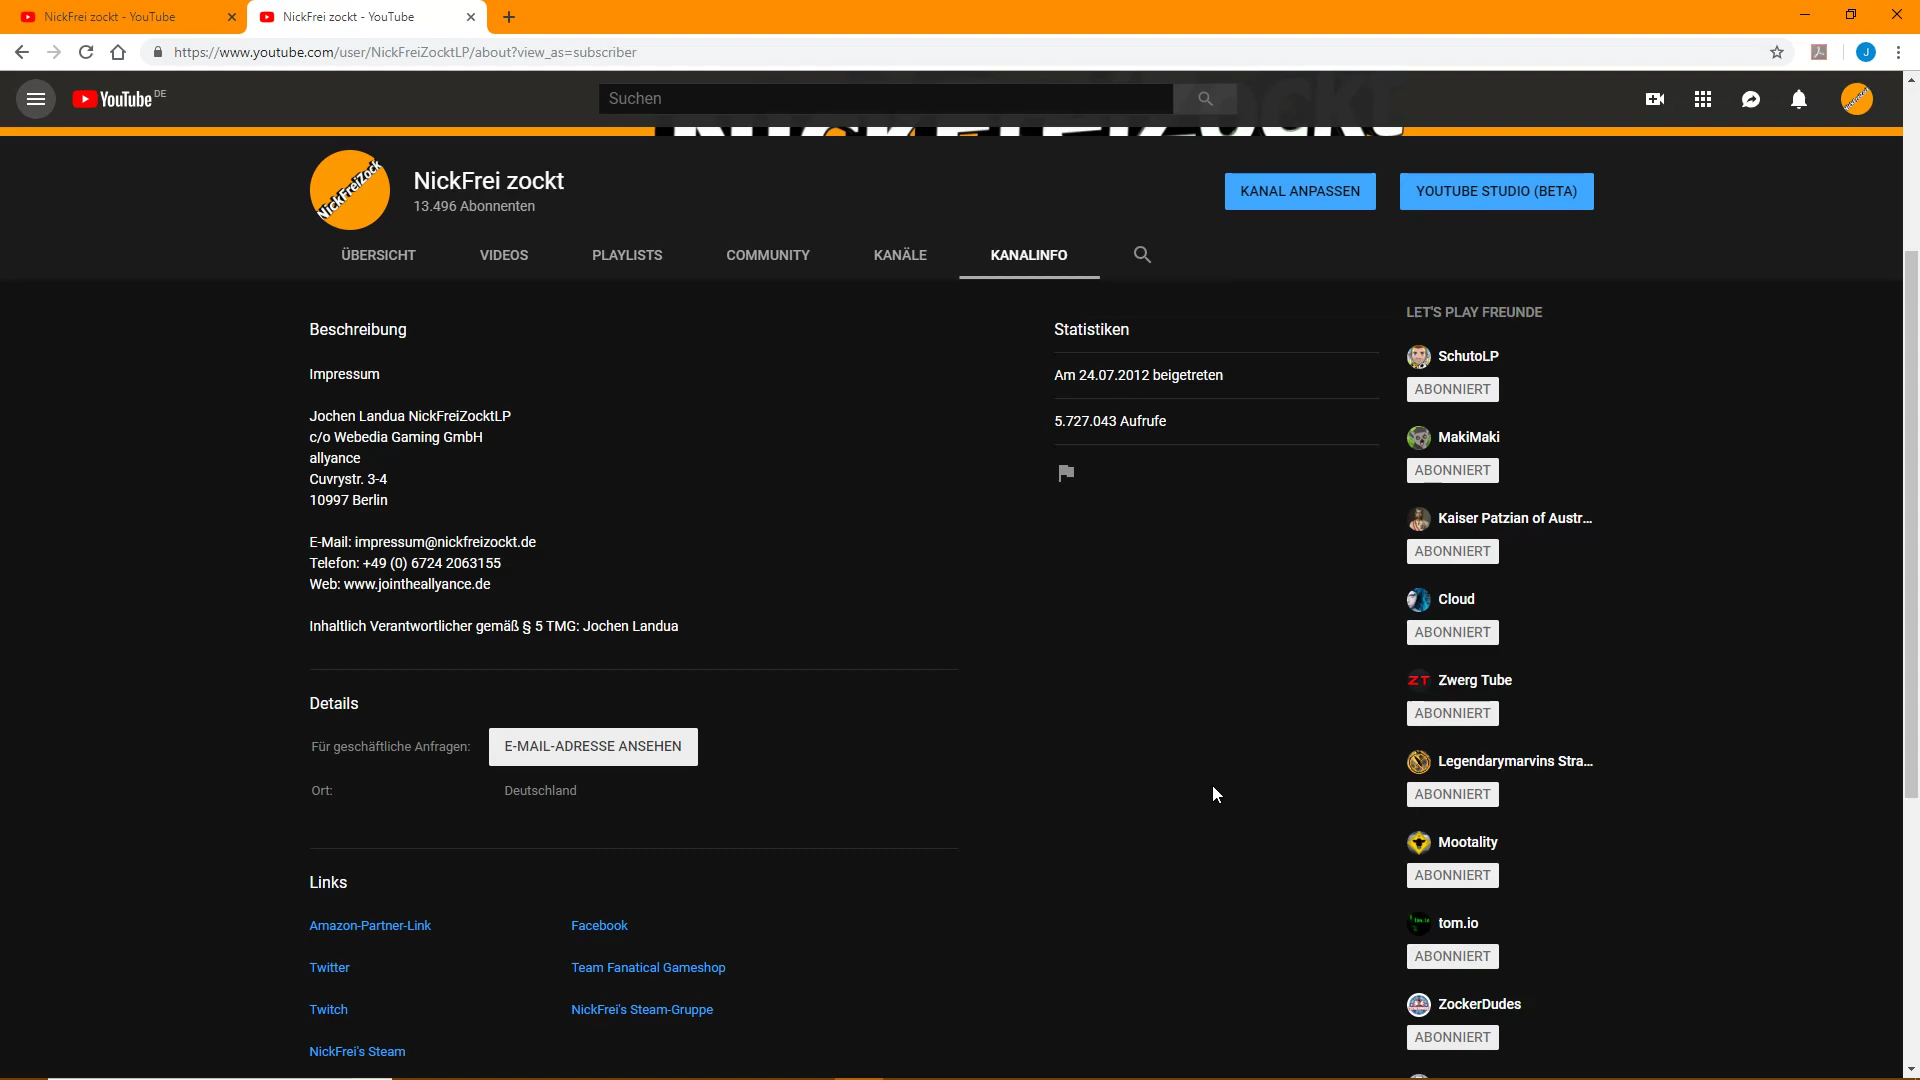 NickFrei zockt - YouTube
NickFrei zockt - YouTube
https://www.youtube.com/user/NickFreiZocktLP/about?view_as=subscriber
J
YouTube DE
Suchen
NickFreiZock
NickFrei zockt
13.496 Abonnenten
KANAL ANPASSEN
YOUTUBE STUDIO (BETA)
ÜBERSICHT
VIDEOS
PLAYLISTS
COMMUNITY
KANÄLE
KANALINFO
Beschreibung
Impressum
Jochen Landua NickFreiZocktLP
c/o Webedia Gaming GmbH
allyance
Cuvrystr. 3-4
10997 Berlin
E-Mail: impressum@nickfreizockt.de
Telefon: +49 (0) 6724 2063155
Web: www.jointheallyance.de
Inhaltlich Verantwortlicher gemäß § 5 TMG: Jochen Landua
Details
Für geschäftliche Anfragen:
E-MAIL-ADRESSE ANSEHEN
Ort:
Deutschland
Links
Amazon-Partner-Link
Facebook
Twitter
Team Fanatical Gameshop
Twitch
NickFrei's Steam-Gruppe
NickFrei's Steam
Statistiken
Am 24.07.2012 beigetreten
5.727.043 Aufrufe
LET'S PLAY FREUNDE
SchutoLP
ABONNIERT
MakiMaki
ABONNIERT
Kaiser Patzian of Austr...
ABONNIERT
Cloud
ABONNIERT
ZT
Zwerg Tube
ABONNIERT
Legendarymarvins Stra...
ABONNIERT
Mootality
ABONNIERT
tom.io
ABONNIERT
ZockerDudes
ABONNIERT